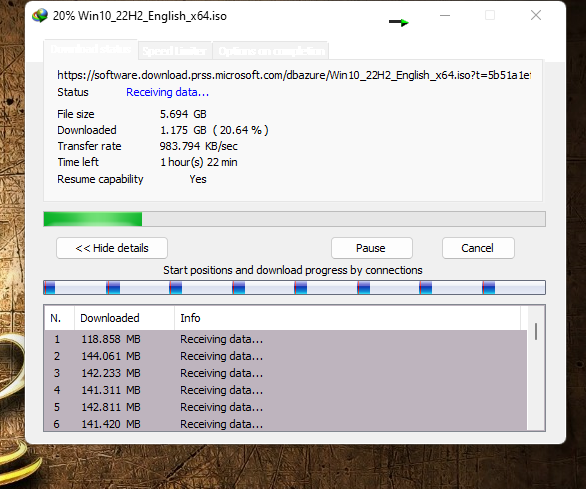 20% Win10_22H2_English_x64.iso
Download status Speed Limiter Options on completion
https://software.download.prss.microsoft.com/dbazure/Win10_22H2_English_x64.iso?t=5b51a1ef
Status Receiving data...
File size 5.694 GB
Downloaded 1.175 GB ( 20.64 % )
Transfer rate 983.794 KB/sec
Time left 1 hour(s) 22 min
Resume capability Yes
<< Hide details Pause Cancel
Start positions and download progress by connections
N. Downloaded Info
1 118.858 MB Receiving data...
2 144.061 MB Receiving data...
3 142.233 MB Receiving data...
4 141.311 MB Receiving data...
5 142.811 MB Receiving data...
6 141.420 MB Receiving data...